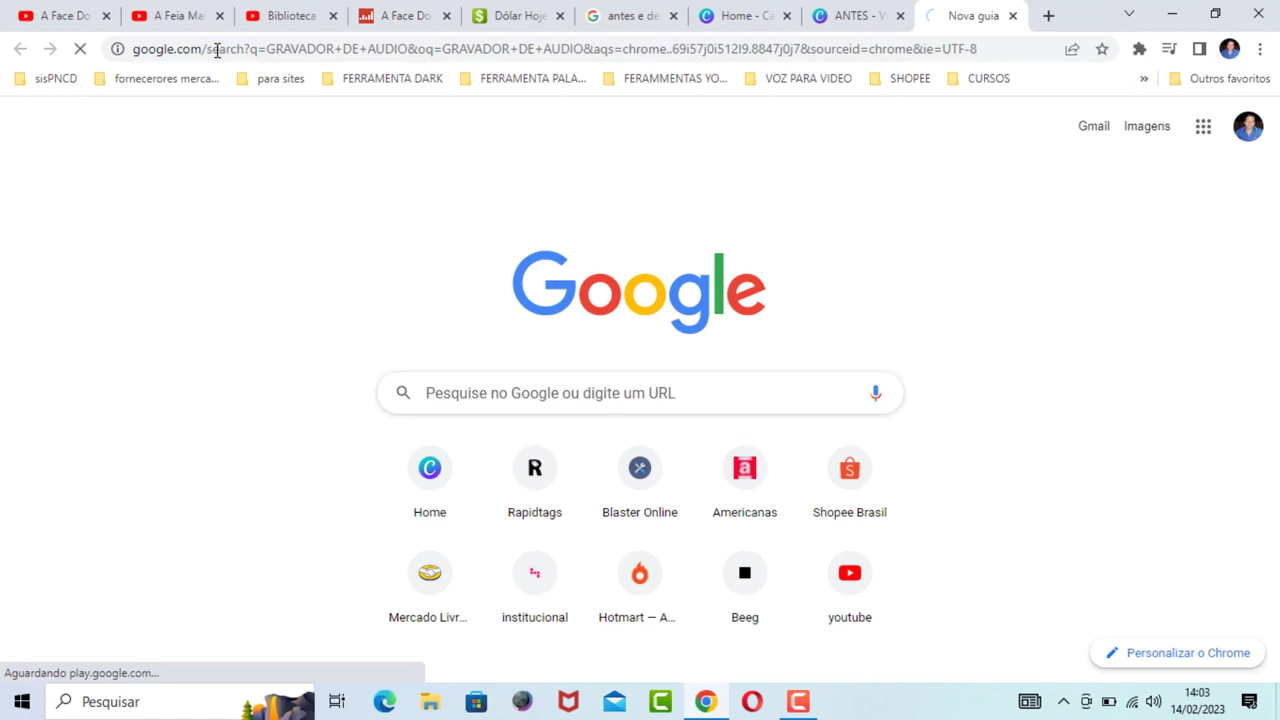 A Face Do
A Feia Mai
Biblioteca
A Face Do
Dólar Hoje
antes e de
Home - Ca
ANTES - V
Nova guia
google.com/search?q=GRAVADOR+DE+AUDIO&oq=GRAVADOR+DE+AUDIO&aqs=chrome..69i57j0i512l9.8847j0j7&sourceid=chrome&ie=UTF-8
sisPNCD
fornecerores merca...
para sites
FERRAMENTA DARK
FERRAMENTA PALA...
FERAMMENTAS YO...
VOZ PARA VIDEO
SHOPEE
CURSOS
»
Outros favoritos
Gmail
Imagens
Google
Pesquise no Google ou digite um URL
Home
Rapidtags
Blaster Online
Americanas
Shopee Brasil
Mercado Livr...
institucional
Hotmart — A...
Beeg
youtube
Personalizar o Chrome
Aguardando play.google.com...
Pesquisar
14:03
14/02/2023